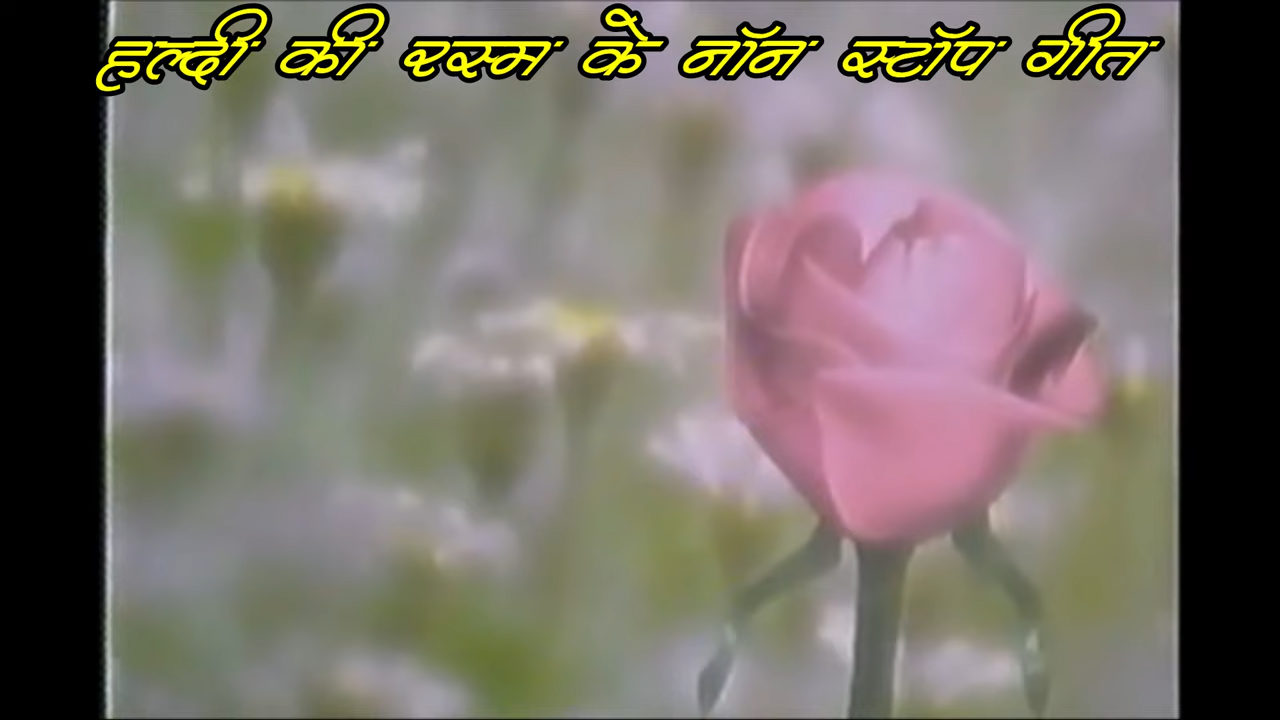 हल्दी की रस्म के नॉन स्टॉप गीत